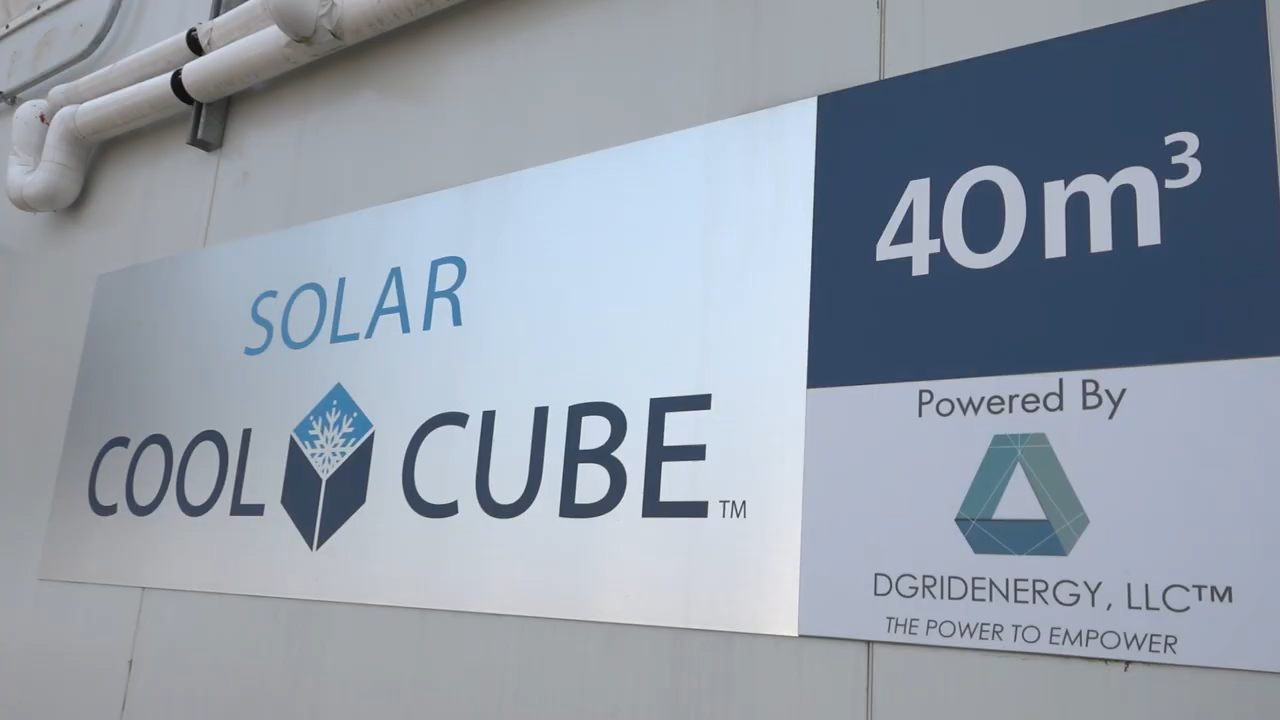 SOLAR
COOL CUBE™
40m³
Powered By
DGRIDENERGY, LLC™
THE POWER TO EMPOWER